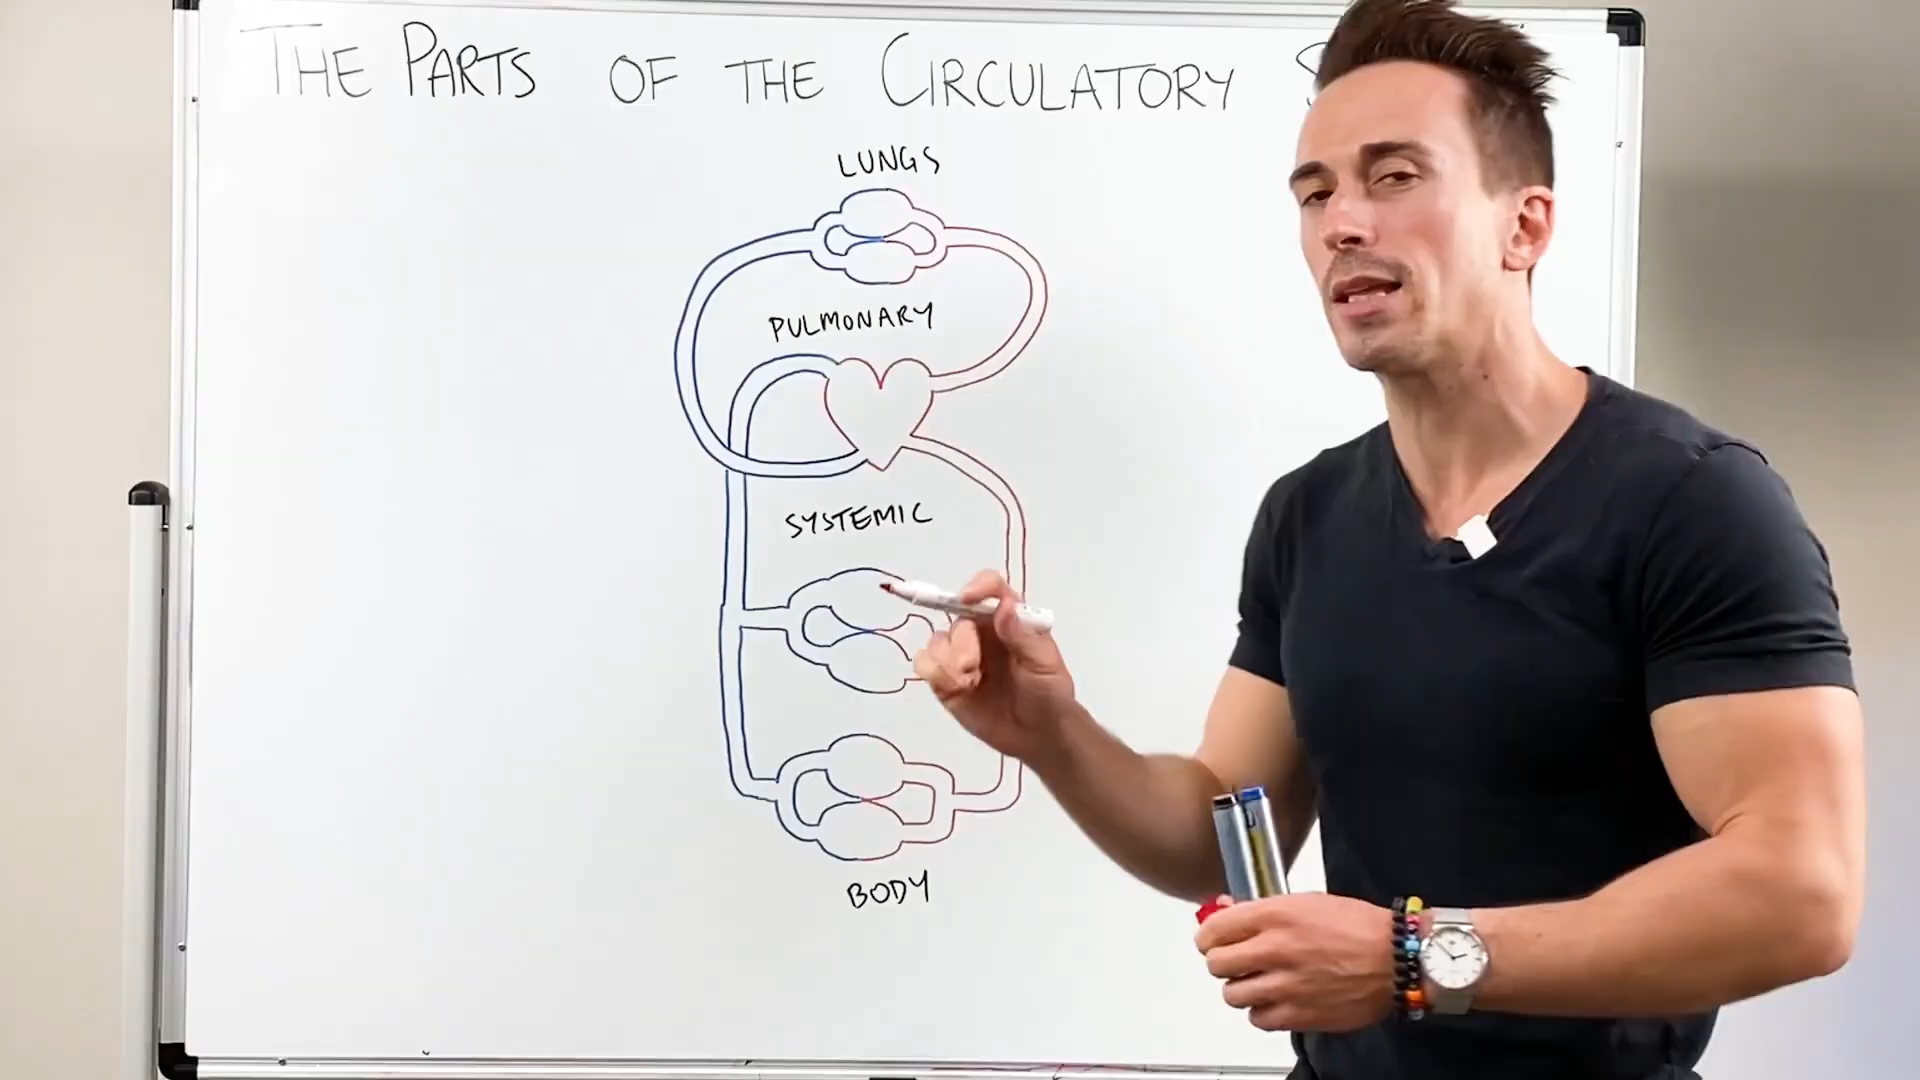 THE PARTS OF THE CIRCULATORY
LUNGS
PULMONARY
SYSTEMIC
BODY